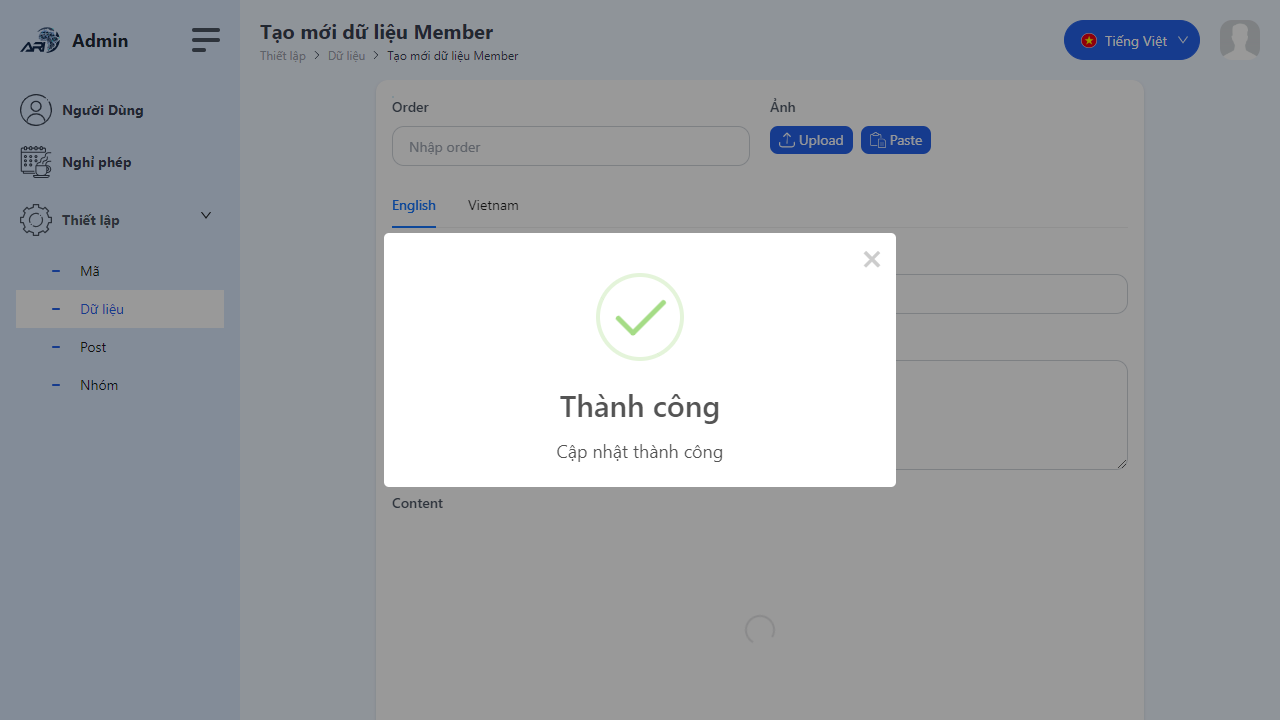 ARI
Admin
Người Dùng
Nghỉ phép
Thiết lập
Mã
Dữ liệu
Post
Nhóm
Tạo mới dữ liệu Member
Thiết lập > Dữ liệu > Tạo mới dữ liệu Member
Tiếng Việt
Order
Nhập order
Ảnh
Upload
Paste
English
Vietnam
×
Thành công
Cập nhật thành công
Content